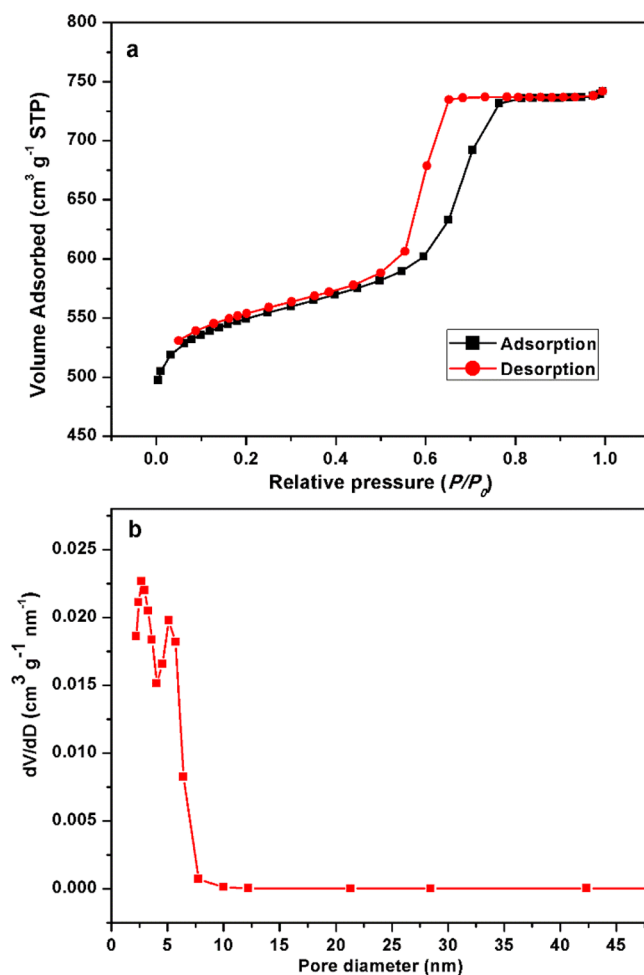 a
800
750
700
650
600
550
500
450
Volume Adsorbed (cm³ g⁻¹ STP)
Adsorption
Desorption
0.0 0.2 0.4 0.6 0.8 1.0
Relative pressure (P/P₀)
b
0.025
0.020
0.015
0.010
0.005
0.000
dV/dD (cm³ g⁻¹ nm⁻¹)
0 5 10 15 20 25 30 35 40 45
Pore diameter (nm)